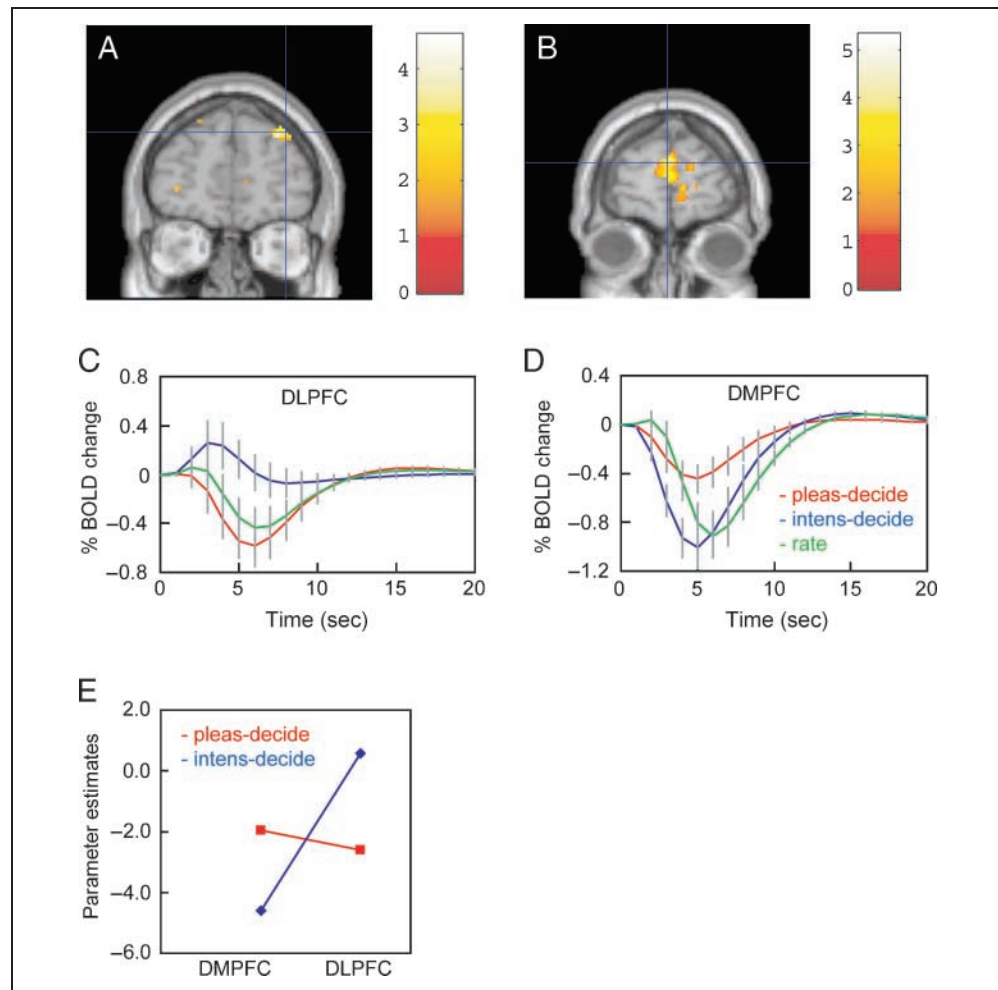 A
4
3
2
1
0
B
5
4
3
2
1
0
C
DLPFC
0.8
0.4
0
−0.4
−0.8
% BOLD change
0 5 10 15 20
Time (sec)
D
DMPFC
0.4
0
−0.4
−0.8
−1.2
% BOLD change
- pleas-decide
- intens-decide
- rate
0 5 10 15 20
Time (sec)
E
2.0
0.0
−2.0
−4.0
−6.0
Parameter estimates
- pleas-decide
- intens-decide
DMPFC DLPFC